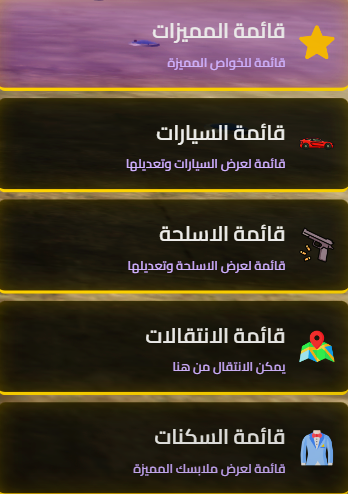 قائمة المميزات
قائمة للخواص المميزة
قائمة السيارات
قائمة لعرض السيارات وتعديلها
قائمة الاسلحة
قائمة لعرض الاسلحة وتعديلها
قائمة الانتقالات
يمكن الانتقال من هنا
قائمة السكنات
قائمة لعرض ملابسك المميزة